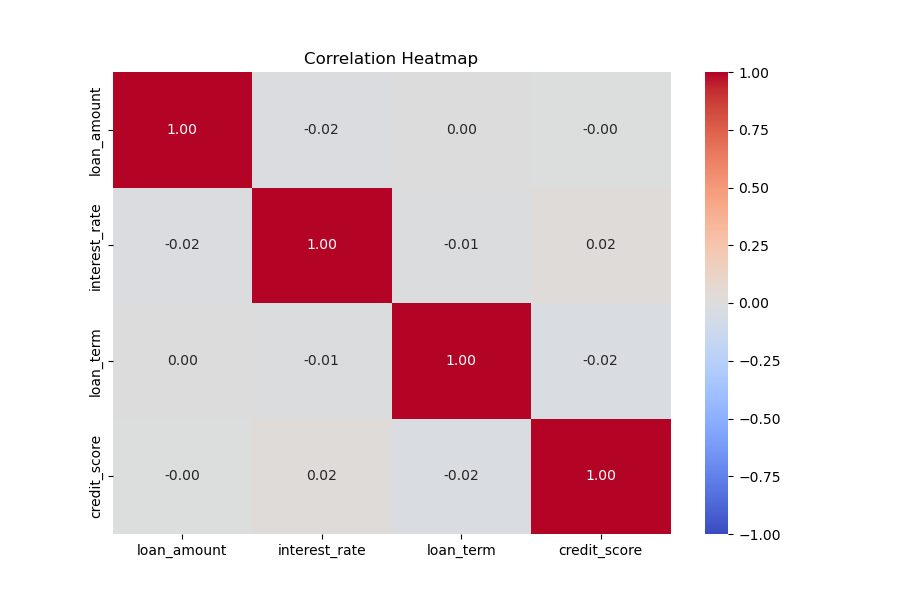 Correlation Heatmap
loan_amount 1.00 -0.02 0.00 -0.00
interest_rate -0.02 1.00 -0.01 0.02
loan_term 0.00 -0.01 1.00 -0.02
credit_score -0.00 0.02 -0.02 1.00
loan_amount interest_rate loan_term credit_score
1.00
0.75
0.50
0.25
0.00
−0.25
−0.50
−0.75
−1.00